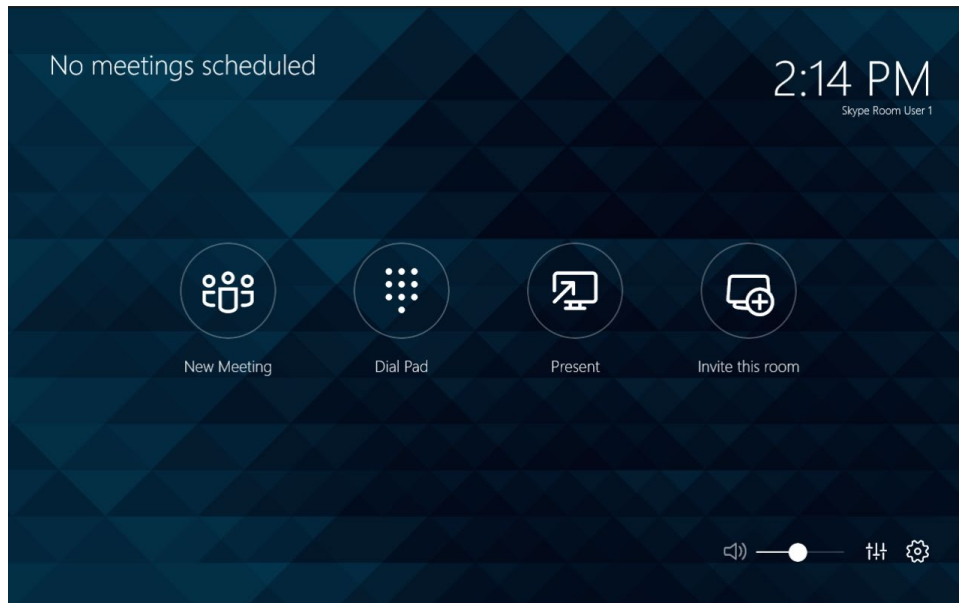 No meetings scheduled
2:14 PM
Skype Room User 1
New Meeting
Dial Pad
Present
Invite this room